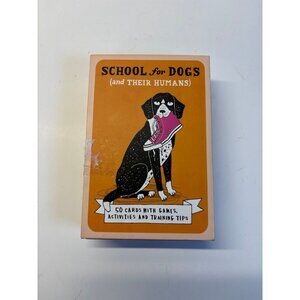 SCHOOL for DOGS
(and THEIR HUMANS)
50 CARDS WITH GAMES,
ACTIVITIES AND TRAINING TIPS